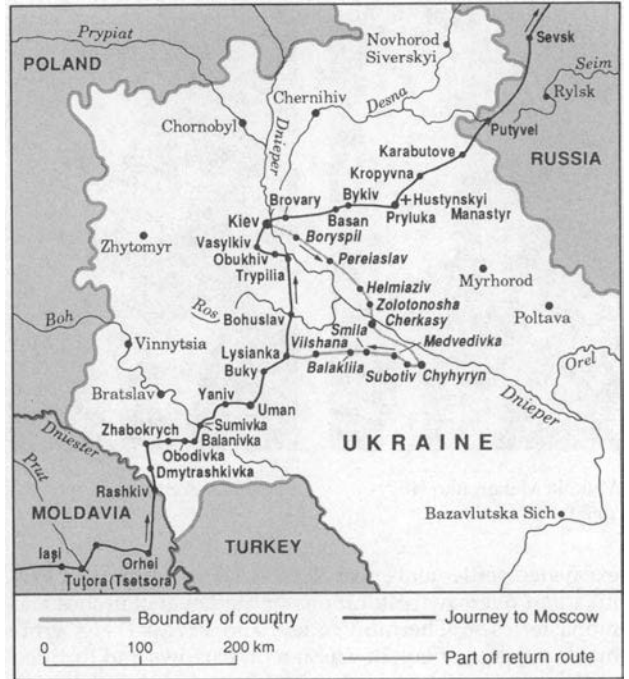 Prypiat
POLAND
Novhorod
Siverskyi
Sevsk
Seim
Rylsk
Chernihiv
Desna
Chornobyl
Dnieper
Putyvel
Karabutove
RUSSIA
Kropyvna
Bykiv
Hustynskyi
Manastyr
Brovary
Basan
Pryluka
Kiev
Boryspil
Zhytomyr
Vasylkiv
Obukhiv
Pereiaslav
Trypilia
Helmiaziv
Myrhorod
Zolotonosha
Boh
Ros
Cherkasy
Poltava
Bohuslav
Smila
Medvedivka
Vinnytsia
Vilshana
Orel
Lysianka
Balakliia
Subotiv
Chyhyryn
Buky
Dnieper
Bratslav
Yaniv
Uman
Dniester
Zhabokrych
Sumivka
Balanivka
UKRAINE
Obodivka
Prut
Dmytrashkivka
Rashkiv
MOLDAVIA
Bazavlutska Sich
TURKEY
Iaşi
Orhei
Tuţora (Tsetsora)
Boundary of country
Journey to Moscow
0 100 200 km
Part of return route